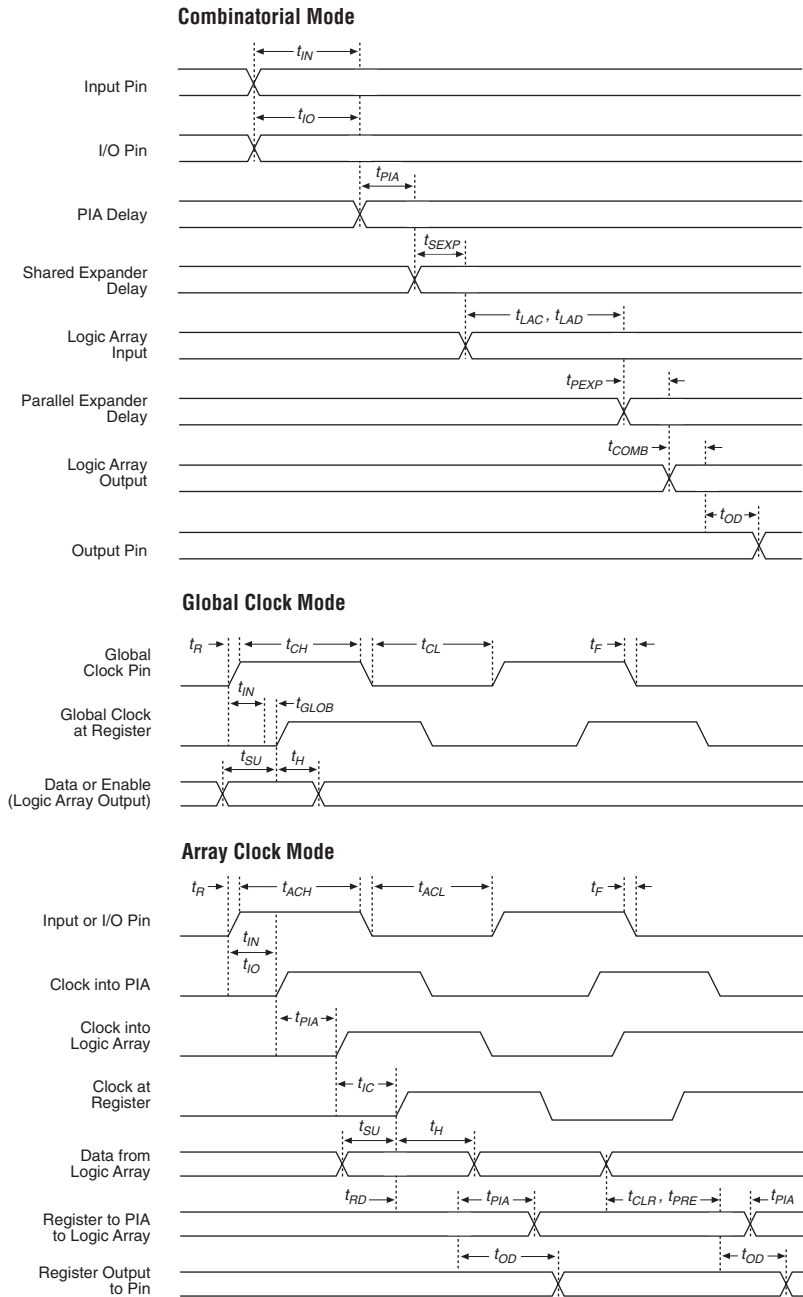 Combinatorial Mode
tIN
Input Pin
tIO
I/O Pin
tPIA
PIA Delay
tSEXP
Shared Expander
Delay
tLAC , tLAD
Logic Array
Input
tPEXP
Parallel Expander
Delay
tCOMB
Logic Array
Output
tOD
Output Pin
Global Clock Mode
tR tCH tCL tF
Global
Clock Pin
tIN
tGLOB
Global Clock
at Register
tSU tH
Data or Enable
(Logic Array Output)
Array Clock Mode
tR tACH tACL tF
Input or I/O Pin
tIN
tIO
Clock into PIA
tPIA
Clock into
Logic Array
tIC
Clock at
Register
tSU tH
Data from
Logic Array
tRD tPIA tCLR , tPRE tPIA
Register to PIA
to Logic Array
tOD tOD
Register Output
to Pin